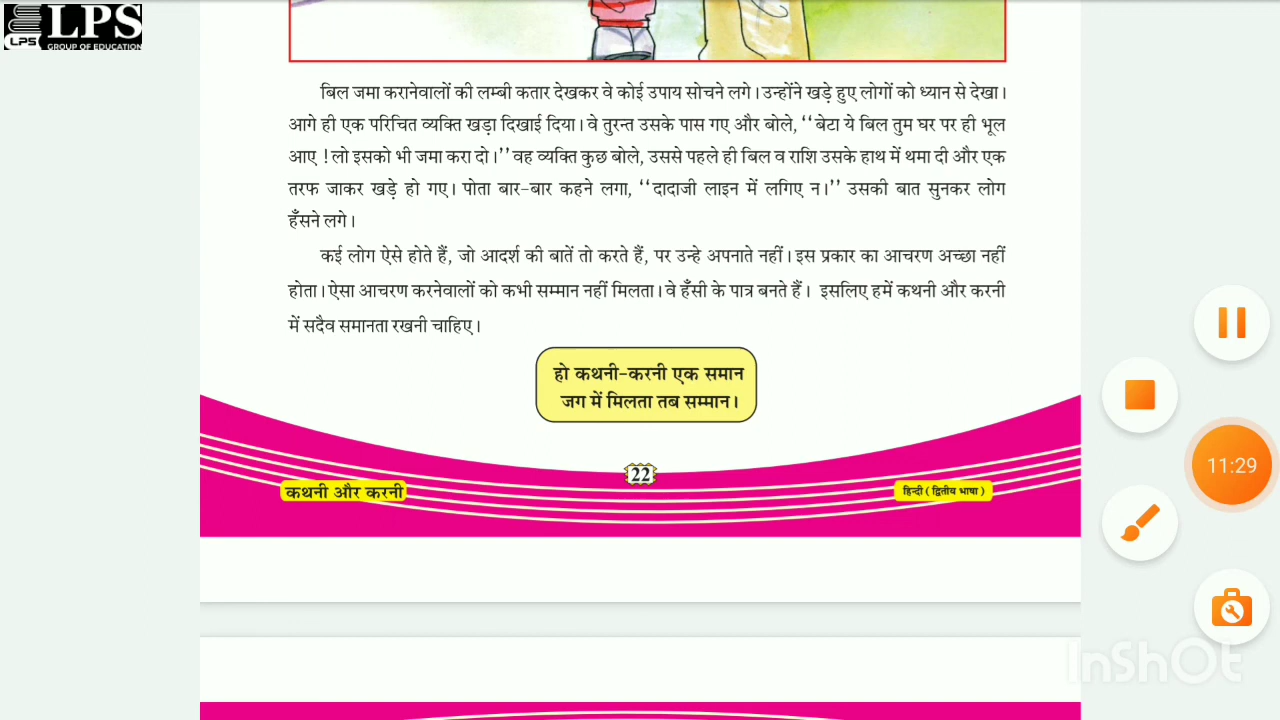 LPS
LPS
GROUP OF EDUCATION
बिल जमा करानेवालों की लम्बी कतार देखकर वे कोई उपाय सोचने लगे। उन्होंने खड़े हुए लोगों को ध्यान से देखा।
आगे ही एक परिचित व्यक्ति खड़ा दिखाई दिया। वे तुरन्त उसके पास गए और बोले, ‘‘बेटा ये बिल तुम घर पर ही भूल
आए ! लो इसको भी जमा करा दो।’’ वह व्यक्ति कुछ बोले, उससे पहले ही बिल व राशि उसके हाथ में थमा दी और एक
तरफ जाकर खड़े हो गए। पोता बार-बार कहने लगा, ‘‘दादाजी लाइन में लगिए न।’’ उसकी बात सुनकर लोग
हँसने लगे।
कई लोग ऐसे होते हैं, जो आदर्श की बातें तो करते हैं, पर उन्हे अपनाते नहीं। इस प्रकार का आचरण अच्छा नहीं
होता। ऐसा आचरण करनेवालों को कभी सम्मान नहीं मिलता। वे हँसी के पात्र बनते हैं। इसलिए हमें कथनी और करनी
में सदैव समानता रखनी चाहिए।
हो कथनी-करनी एक समान
जग में मिलता तब सम्मान।
22
कथनी और करनी
हिन्दी ( द्वितीय भाषा )
11:29
InShOt